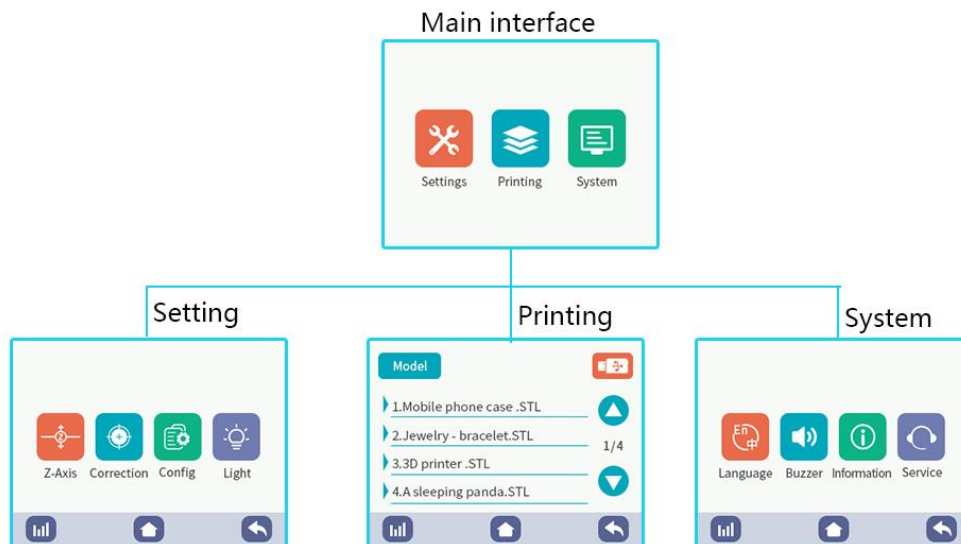 Main interface
Settings Printing System
Setting Printing System
Model
1.Mobile phone case .STL
2.Jewelry - bracelet.STL
1/4
3.3D printer .STL
4.A sleeping panda.STL
Z-Axis Correction Config Light
Language Buzzer Information Service